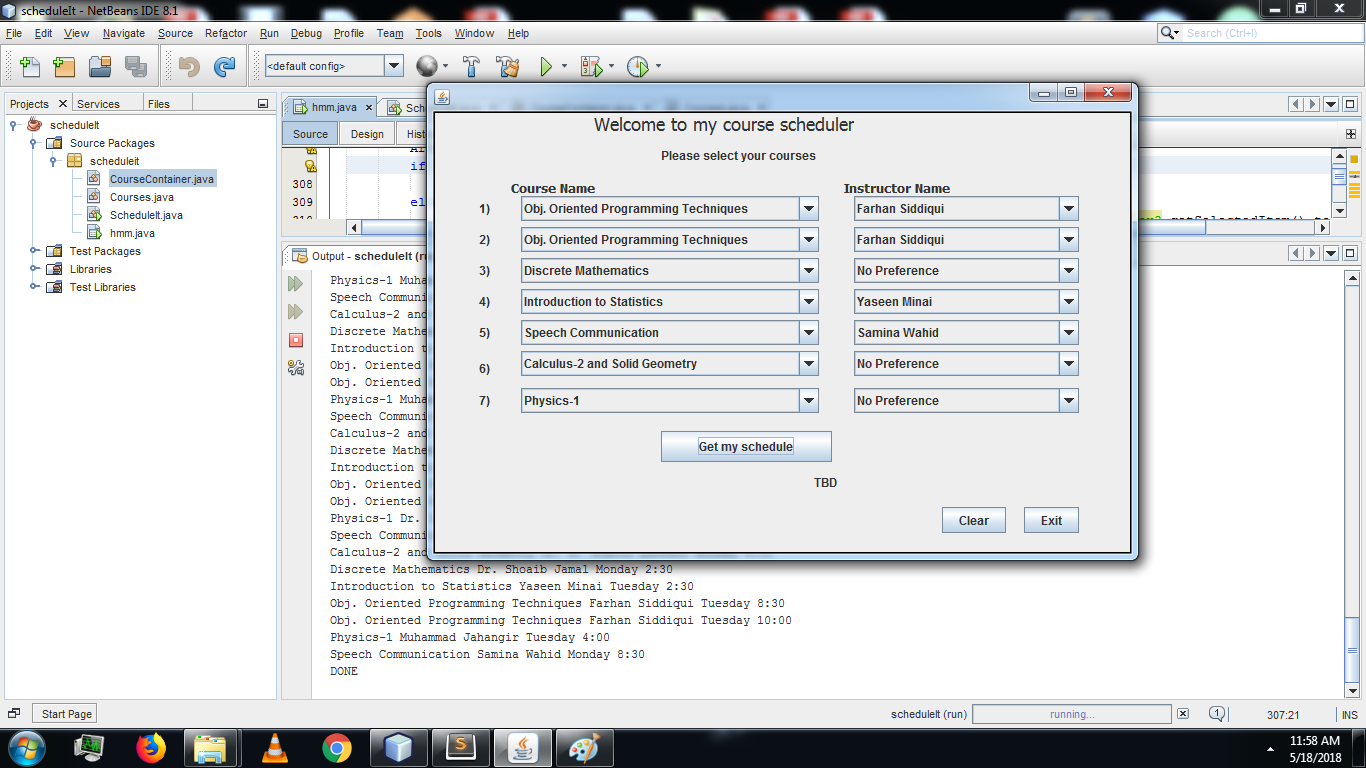 scheduleIt - NetBeans IDE 8.1
File Edit View Navigate Source Refactor Run Debug Profile Team Tools Window Help
Search (Ctrl+I)
<default config>
Projects Services Files
hmm.java
Sch
scheduleIt
Source Packages
scheduleit
CourseContainer.java
Courses.java
ScheduleIt.java
hmm.java
Test Packages
Libraries
Test Libraries
Source Design Hist
if
308
309 el
Welcome to my course scheduler
Please select your courses
Course Name Instructor Name
1) Obj. Oriented Programming Techniques Farhan Siddiqui
2) Obj. Oriented Programming Techniques Farhan Siddiqui
3) Discrete Mathematics No Preference
4) Introduction to Statistics Yaseen Minai
5) Speech Communication Samina Wahid
6) Calculus-2 and Solid Geometry No Preference
7) Physics-1 No Preference
Get my schedule
TBD
Clear Exit
Output - scheduleIt (ru
Physics-1 Muha
Speech Communi
Calculus-2 and
Discrete Mathe
Introduction t
Obj. Oriented
Obj. Oriented
Physics-1 Muha
Speech Communi
Calculus-2 and
Discrete Mathe
Introduction t
Obj. Oriented
Obj. Oriented
Physics-1 Dr.
Speech Communi
Calculus-2 and
Discrete Mathematics Dr. Shoaib Jamal Monday 2:30
Introduction to Statistics Yaseen Minai Tuesday 2:30
Obj. Oriented Programming Techniques Farhan Siddiqui Tuesday 8:30
Obj. Oriented Programming Techniques Farhan Siddiqui Tuesday 10:00
Physics-1 Muhammad Jahangir Tuesday 4:00
Speech Communication Samina Wahid Monday 8:30
DONE
Start Page
scheduleIt (run) running... 1 307:21 INS
11:58 AM
5/18/2018